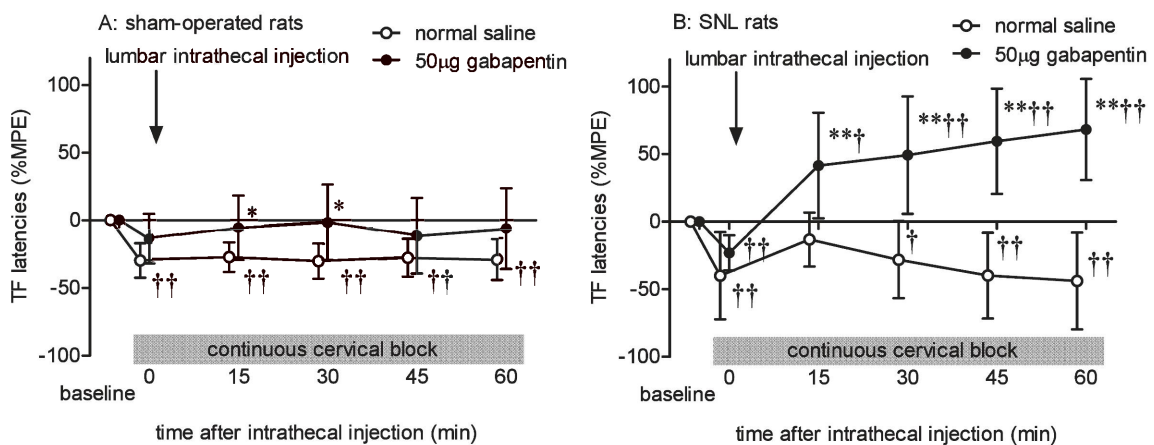 A: sham-operated rats
normal saline
50μg gabapentin
lumbar intrathecal injection
TF latencies (%MPE)
100
50
0
-50
-100
* *
†† †† †† †† ††
continuous cervical block
0 15 30 45 60
baseline
time after intrathecal injection (min)
B: SNL rats
normal saline
50μg gabapentin
lumbar intrathecal injection
TF latencies (%MPE)
100
50
0
-50
-100
**† **†† **†† **††
††
†† † †† ††
continuous cervical block
0 15 30 45 60
baseline
time after intrathecal injection (min)